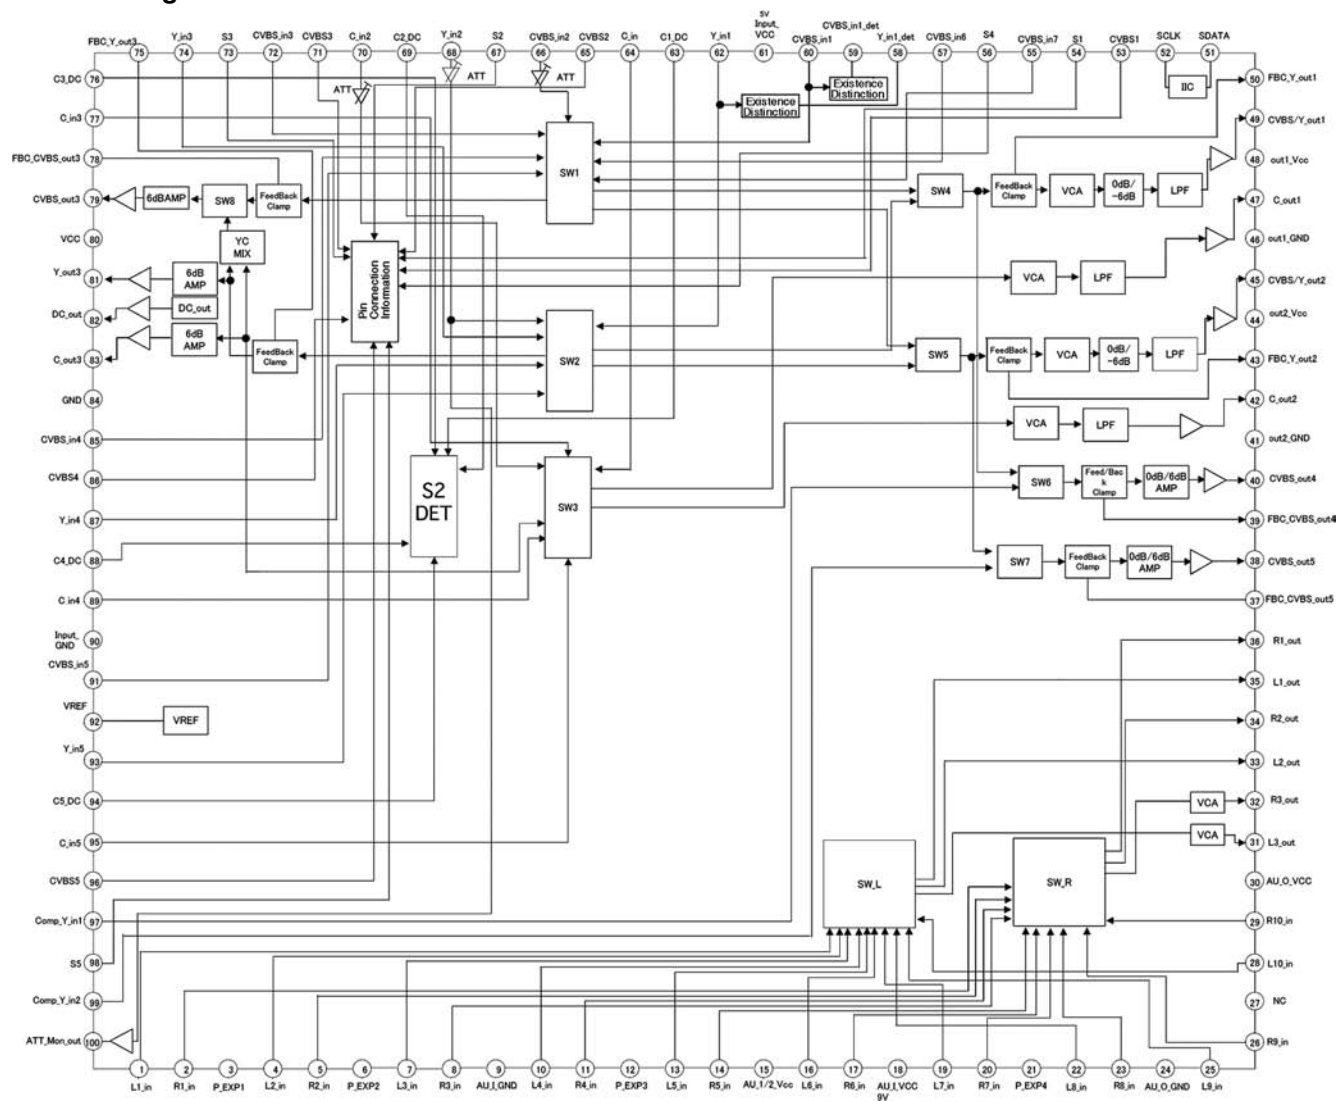 5V
Input_
VCC
CVBS_in1_det
FBC_Y_out3
Y_in3
S3
CVBS_in3
CVBS3
C_in2
C2_DC
Y_in2
S2
CVBS_in2
CVBS2
C_in
C1_DC
Y_in1
CVBS_in1
Y_in1_det
CVBS_in6
S4
CVBS_in7
S1
CVBS1
SCLK
SDATA
75
74
73
72
71
70
69
68
67
66
65
64
63
62
61
60
59
58
57
56
55
54
53
52
51
C3_DC
76
ATT
ATT
ATT
Existence
Distinction
Existence
Distinction
IIC
50
FBC_Y_out1
C_in3
77
49
CVBS/Y_out1
FBC_CVBS_out3
78
48
out1_Vcc
SW1
CVBS_out3
79
6dBAMP
SW8
FeedBack
Clamp
SW4
FeedBack
Clamp
VCA
0dB/
-6dB
LPF
47
C_out1
VCC
80
YC
MIX
46
out1_GND
Y_out3
81
6dB
AMP
Pin
Connection
Information
VCA
LPF
45
CVBS/Y_out2
DC_out
82
DC_out
44
out2_Vcc
C_out3
83
6dB
AMP
FeedBack
Clamp
SW2
SW5
FeedBack
Clamp
VCA
0dB/
-6dB
LPF
43
FBC_Y_out2
GND
84
42
C_out2
VCA
LPF
CVBS_in4
85
41
out2_GND
CVBS4
86
S2
DET
SW3
SW6
Feed/Bac
k
Clamp
0dB/6dB
AMP
40
CVBS_out4
Y_in4
87
39
FBC_CVBS_out4
C4_DC
88
SW7
FeedBack
Clamp
0dB/6dB
AMP
38
CVBS_out5
C_in4
89
37
FBC_CVBS_out5
Input_
GND
90
36
R1_out
CVBS_in5
91
35
L1_out
VREF
92
VREF
34
R2_out
Y_in5
93
33
L2_out
C5_DC
94
VCA
32
R3_out
C_in5
95
VCA
31
L3_out
CVBS5
96
SW_L
SW_R
30
AU_O_VCC
Comp_Y_in1
97
29
R10_in
S5
98
28
L10_in
Comp_Y_in2
99
27
NC
ATT_Mon_out
100
26
R9_in
1
2
3
4
5
6
7
8
9
10
11
12
13
14
15
16
17
18
19
20
21
22
23
24
25
L1_in
R1_in
P_EXP1
L2_in
R2_in
P_EXP2
L3_in
R3_in
AU_I_GND
L4_in
R4_in
P_EXP3
L5_in
R5_in
AU_1/2_Vcc
L6_in
R6_in
AU_I_VCC
9V
L7_in
R7_in
P_EXP4
L8_in
R8_in
AU_O_GND
L9_in